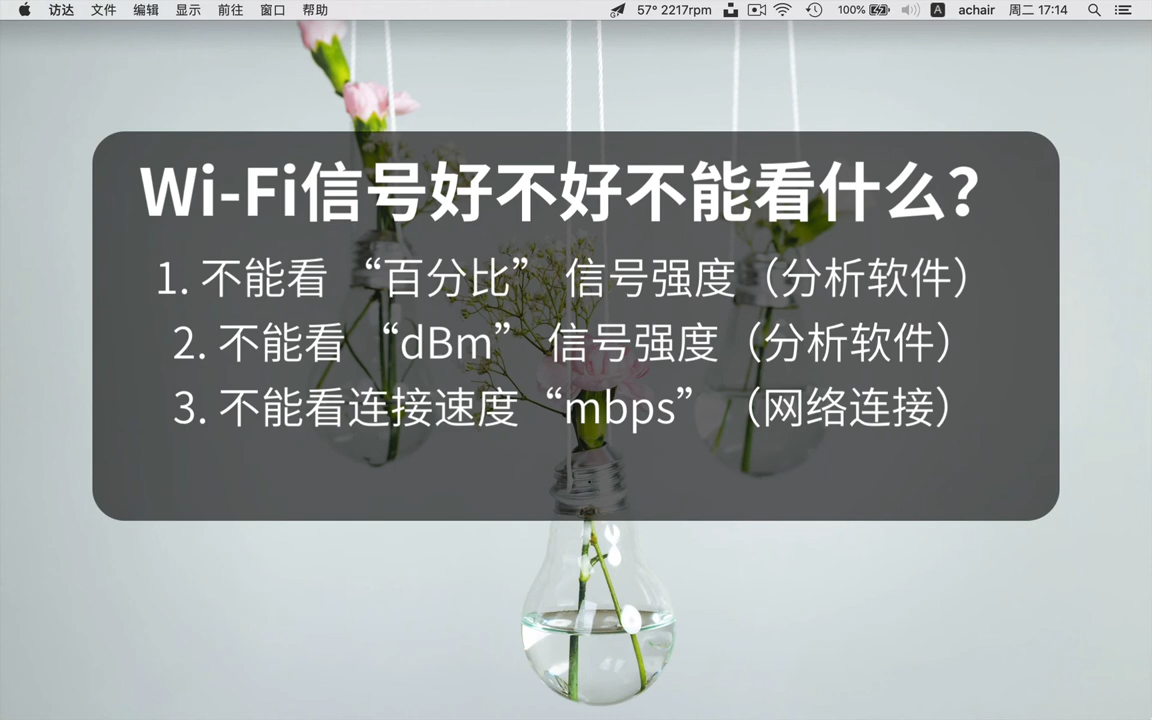 访达 文件 编辑 显示 前往 窗口 帮助 57° 2217rpm 100% A achair 周二 17:14
Wi-Fi信号好不好不能看什么?
1. 不能看 “百分比” 信号强度（分析软件）
2. 不能看 “dBm” 信号强度（分析软件）
3. 不能看连接速度 “mbps” （网络连接）